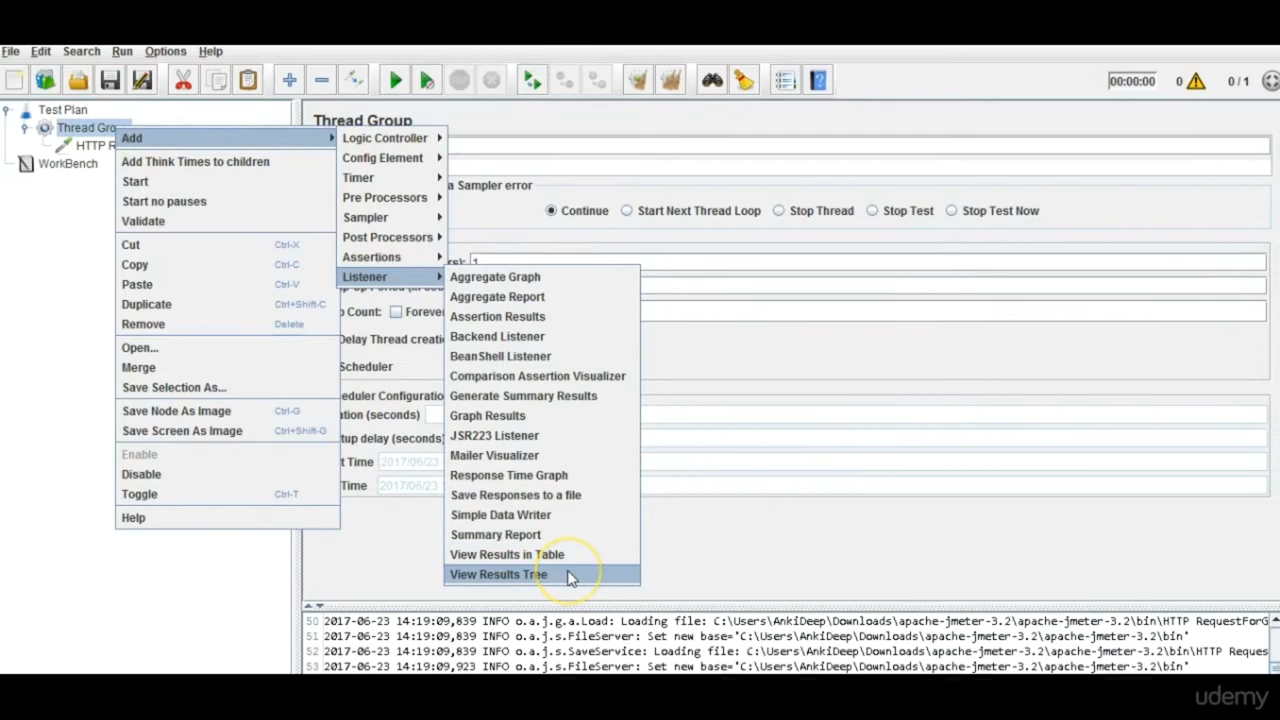 File Edit Search Run Options Help
00:00:00 0 0 / 1
Test Plan
Thread Gro
HTTP R
WorkBench
Thread Group
Add
Add Think Times to children
Start
Start no pauses
Validate
Cut Ctrl-X
Copy Ctrl-C
Paste Ctrl-V
Duplicate Ctrl+Shift-C
Remove Delete
Open...
Merge
Save Selection As...
Save Node As Image Ctrl-G
Save Screen As Image Ctrl+Shift-G
Enable
Disable
Toggle Ctrl-T
Help
Logic Controller
Config Element
Timer
Pre Processors
Sampler
Post Processors
Assertions
Listener
Aggregate Graph
Aggregate Report
Assertion Results
Backend Listener
BeanShell Listener
Comparison Assertion Visualizer
Generate Summary Results
Graph Results
JSR223 Listener
Mailer Visualizer
Response Time Graph
Save Responses to a file
Simple Data Writer
Summary Report
View Results in Table
View Results Tree
a Sampler error
Continue Start Next Thread Loop Stop Thread Stop Test Stop Test Now
): 1
p Count: Foreve
Delay Thread creati
Scheduler
eduler Configurato
ation (seconds)
tup delay (seconds)
t Time 2017/06/23
Time 2017/06/23
50 2017-06-23 14:19:09,839 INFO o.a.j.g.a.Load: Loading file: C:\Users\AnkiDeep\Downloads\apache-jmeter-3.2\apache-jmeter-3.2\bin\HTTP RequestForG
51 2017-06-23 14:19:09,839 INFO o.a.j.s.FileServer: Set new base='C:\Users\AnkiDeep\Downloads\apache-jmeter-3.2\apache-jmeter-3.2\bin'
52 2017-06-23 14:19:09,839 INFO o.a.j.s.SaveService: Loading file: C:\Users\AnkiDeep\Downloads\apache-jmeter-3.2\apache-jmeter-3.2\bin\HTTP Reques
53 2017-06-23 14:19:09,923 INFO o.a.j.s.FileServer: Set new base='C:\Users\AnkiDeep\Downloads\apache-jmeter-3.2\apache-jmeter-3.2\bin'
udemy